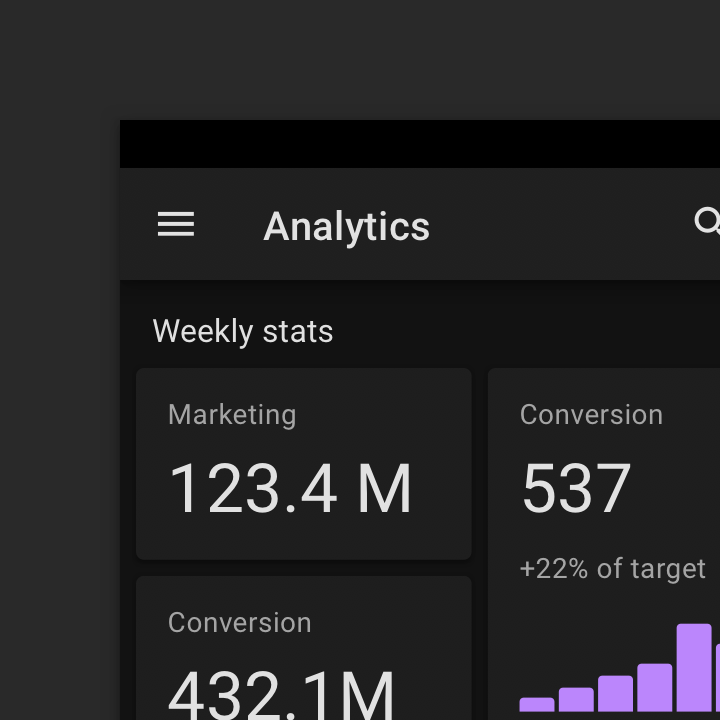 Analytics
Weekly stats
Marketing
123.4 M
Conversion
537
+22% of target
Conversion
432.1M